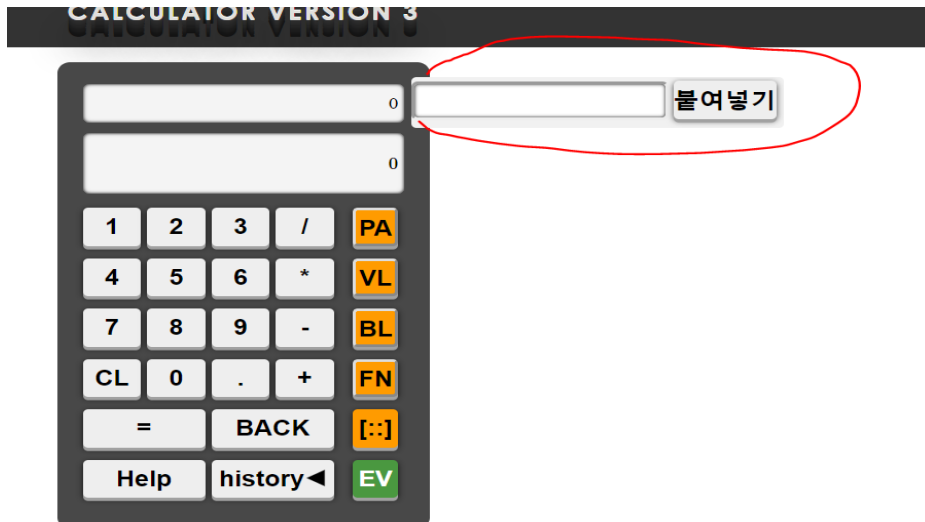 CALCULATOR VERSION 3
0 붙여넣기
0
1 2 3 / PA
4 5 6 * VL
7 8 9 - BL
CL 0 . + FN
= BACK [::]
Help history◀ EV